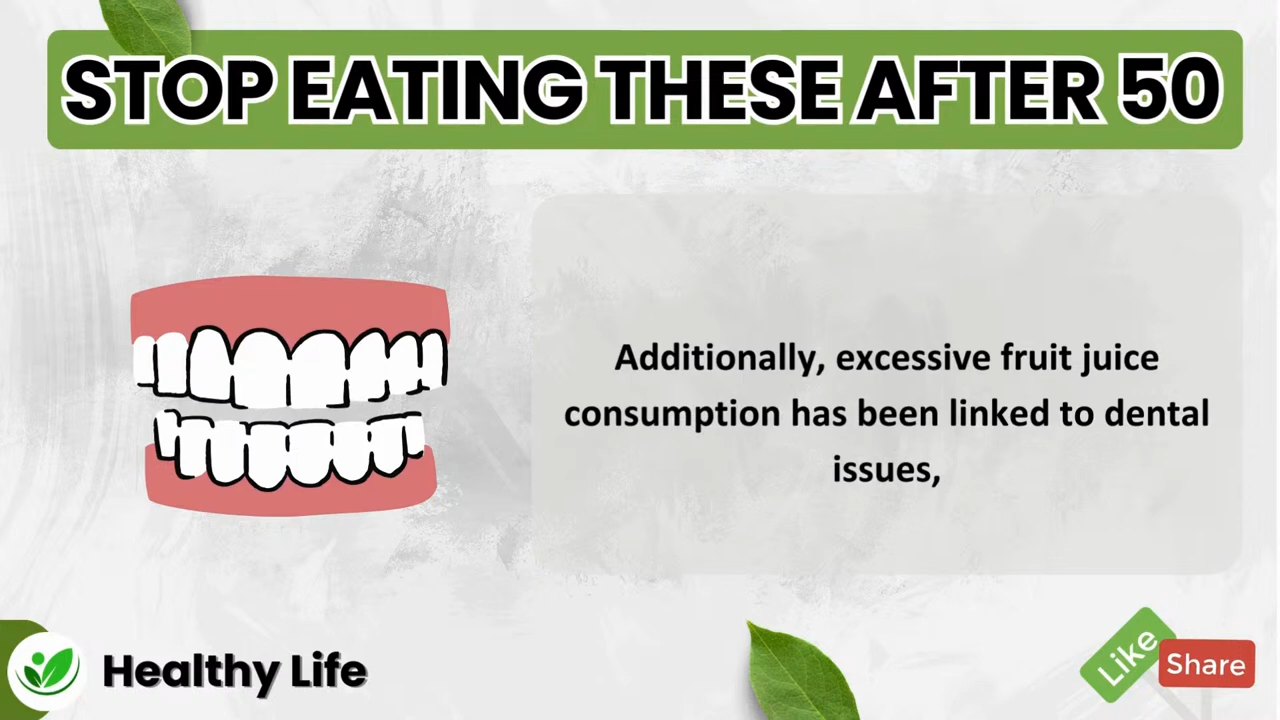 STOP EATING THESE AFTER 50
Additionally, excessive fruit juice
consumption has been linked to dental
issues,
Healthy Life
Like
Share